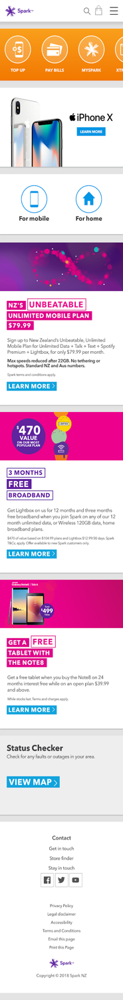 Spark nz
TOP UP
PAY BILLS
MYSPARK
XT
iPhone X
LEARN MORE
For mobile
For home
NZ'S UNBEATABLE
UNLIMITED MOBILE PLAN
$79.99
Sign up to New Zealand's Unbeatable, Unlimited
Mobile Plan for Unlimited Data + Talk + Text + Spotify
Premium + Lightbox, for only $79.99 per month.
Max speeds reduced after 22GB. No tethering or
hotspots. Standard NZ and Aus numbers.
Spark terms and conditions apply.
LEARN MORE
$470
VALUE
ON OUR MOST
POPULAR PLAN
LIGHTBOX
3 MONTHS
FREE
BROADBAND
Get Lightbox on us for 12 months and three months
free broadband when you join Spark on any of our 12
month unlimited data, or Wireless 120GB data, home
broadband plans.
$470 of value based on $104.99 plans and Lightbox $12.99/30 days. Spark
T&Cs; apply. Offer available to new Spark customers only.
LEARN MORE
Galaxy Note8 | Tab A
Total
Value
$499
GET A FREE
TABLET WITH
THE NOTE8
Get a free tablet when you buy the Note8 on 24
months interest free while on an open plan $39.99
and above.
While stocks last. Terms and charges apply.
LEARN MORE
Status Checker
Check for any faults or outages in your area.
VIEW MAP
Contact
Get in touch
Store finder
Stay in touch
Privacy Policy
Legal disclaimer
Accessibility
Terms and Conditions
Email this page
Print this Page
Spark nz
Copyright © 2018 Spark NZ